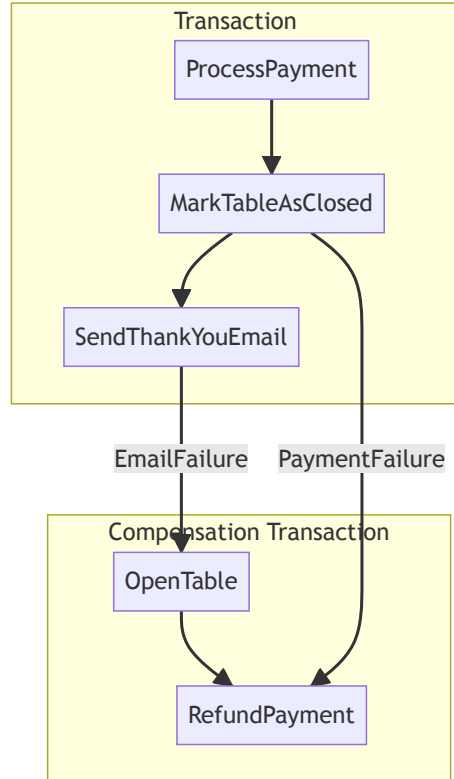 Transaction
ProcessPayment
MarkTableAsClosed
SendThankYouEmail
EmailFailure
PaymentFailure
Compensation Transaction
OpenTable
RefundPayment